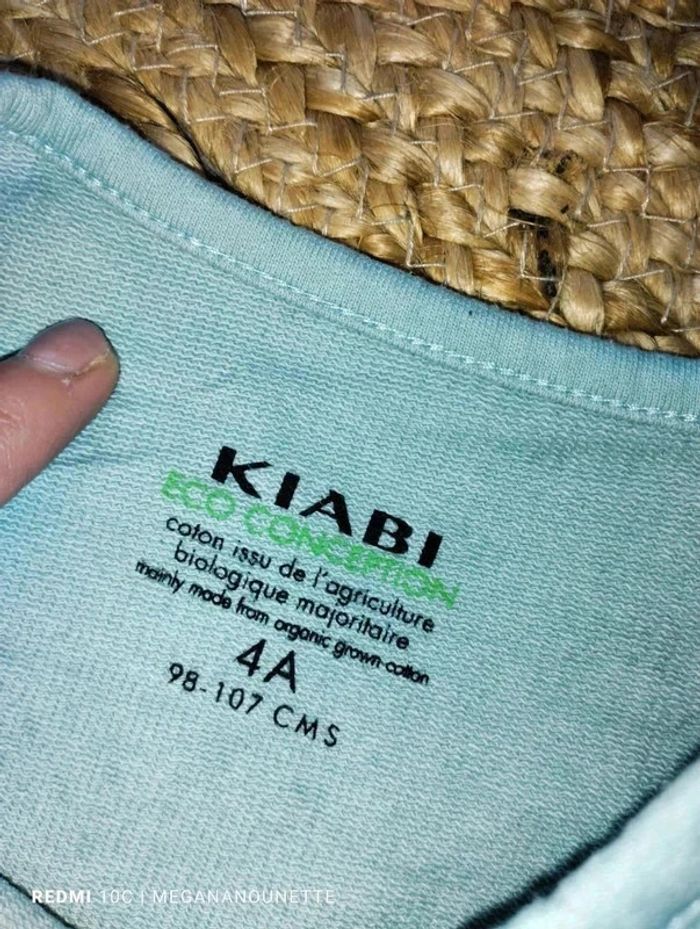 KIABI
ECO CONCEPTION
coton issu de l'agriculture
biologique majoritaire
mainly made from organic grown cotton
4A
98-107 CMS
REDMI 10C | MEGANANOUNETTE